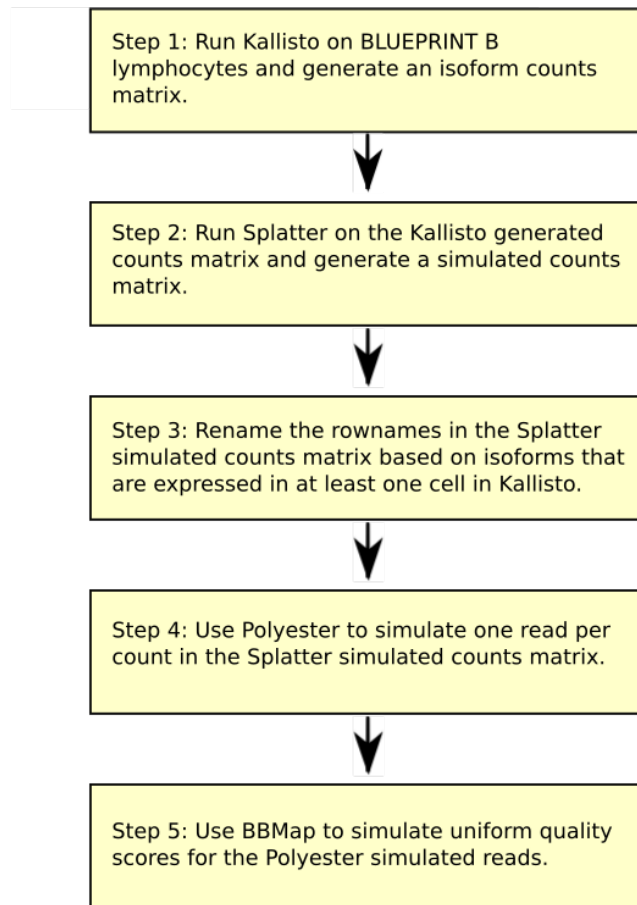 Step 1: Run Kallisto on BLUEPRINT B
lymphocytes and generate an isoform counts
matrix.
Step 2: Run Splatter on the Kallisto generated
counts matrix and generate a simulated counts
matrix.
Step 3: Rename the rownames in the Splatter
simulated counts matrix based on isoforms that
are expressed in at least one cell in Kallisto.
Step 4: Use Polyester to simulate one read per
count in the Splatter simulated counts matrix.
Step 5: Use BBMap to simulate uniform quality
scores for the Polyester simulated reads.